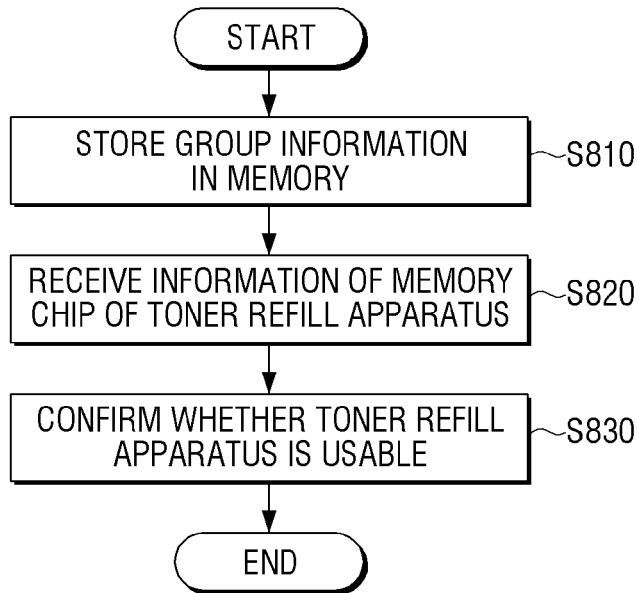 START
STORE GROUP INFORMATION
IN MEMORY
S810
RECEIVE INFORMATION OF MEMORY
CHIP OF TONER REFILL APPARATUS
S820
CONFIRM WHETHER TONER REFILL
APPARATUS IS USABLE
S830
END